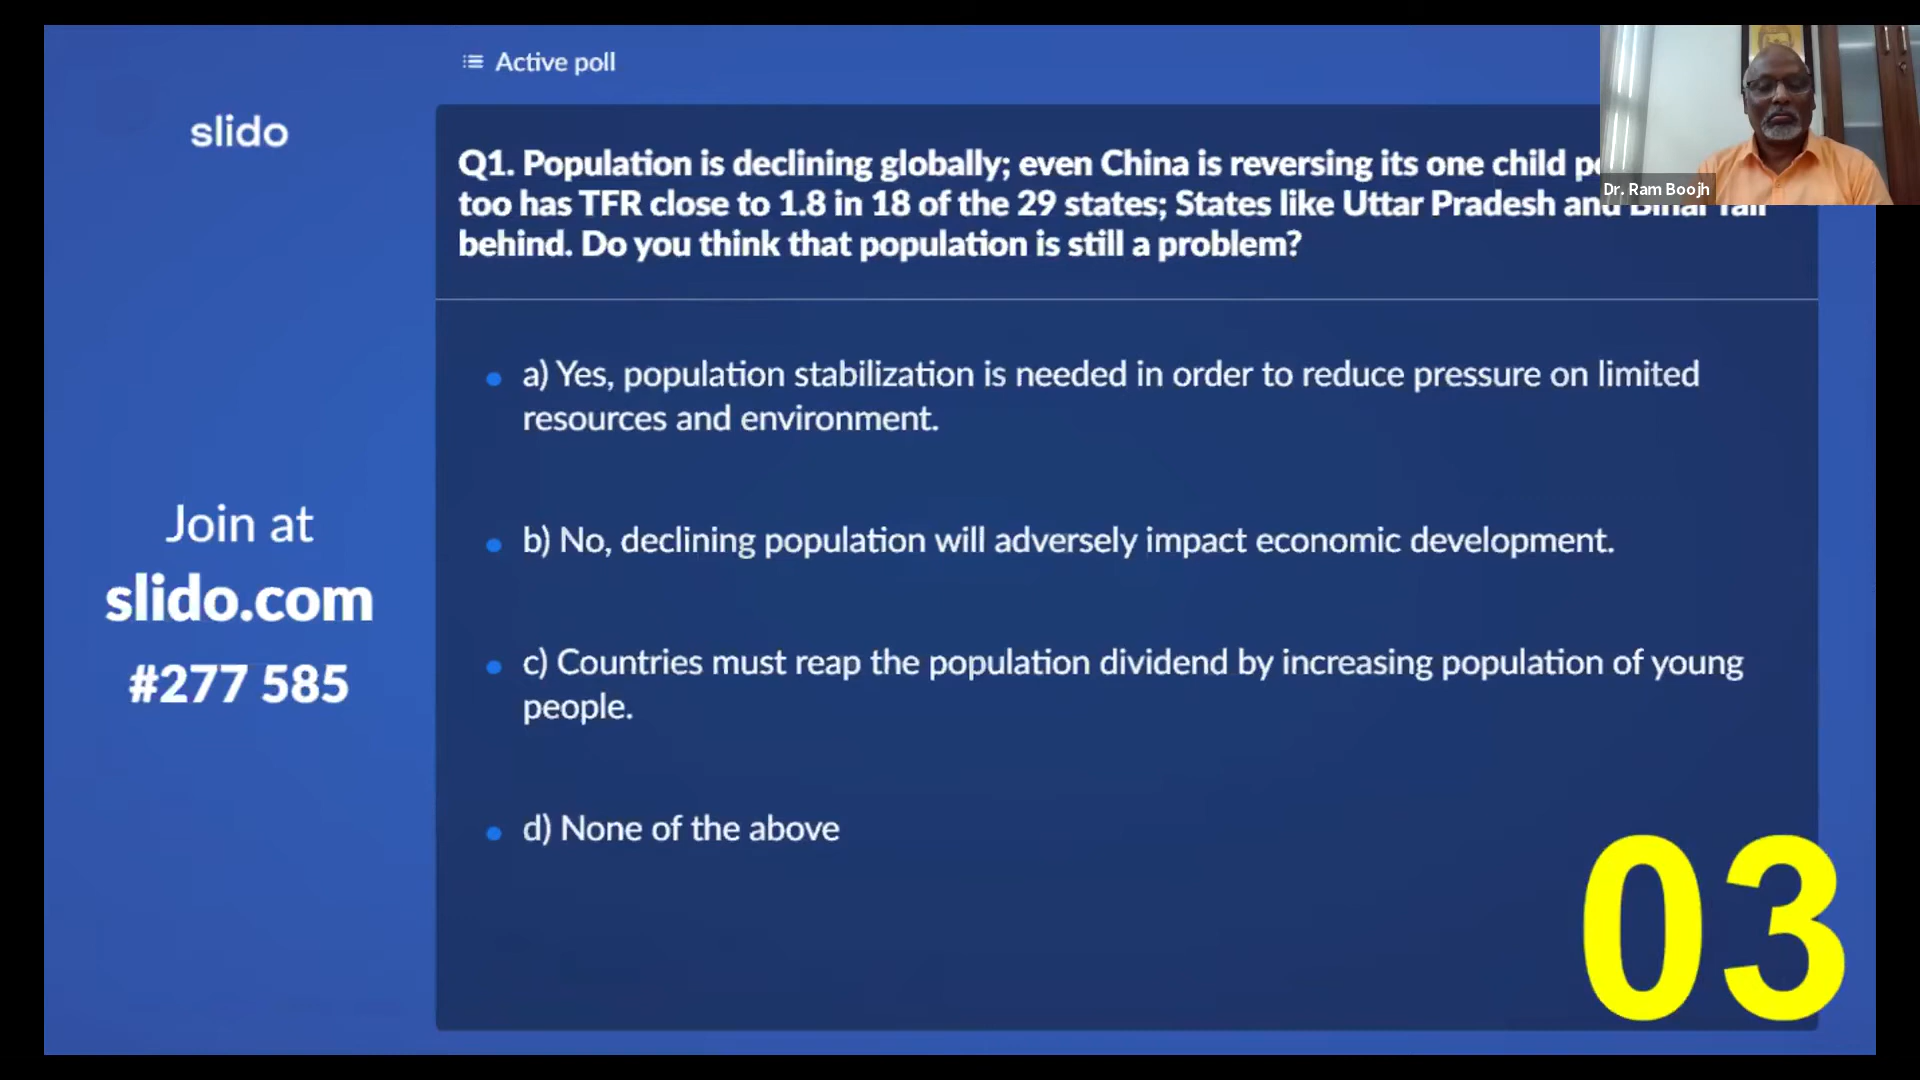 Active poll
slido
Q1. Population is declining globally; even China is reversing its one child
too has TFR close to 1.8 in 18 of the 29 states; States like Uttar Pradesh and Bihar fall
behind. Do you think that population is still a problem?
Dr. Ram Boojh
a) Yes, population stabilization is needed in order to reduce pressure on limited
resources and environment.
b) No, declining population will adversely impact economic development.
c) Countries must reap the population dividend by increasing population of young
people.
d) None of the above
Join at
slido.com
#277 585
03